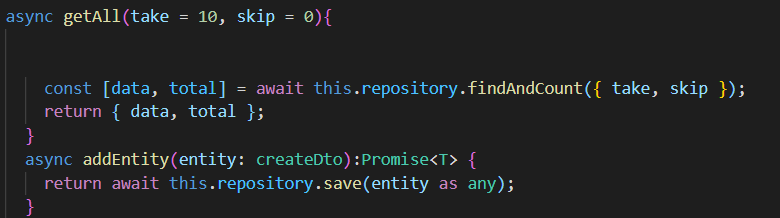 async getAll(take = 10, skip = 0){
const [data, total] = await this.repository.findAndCount({ take, skip });
return { data, total };
}
async addEntity(entity: createDto):Promise<T> {
return await this.repository.save(entity as any);
}